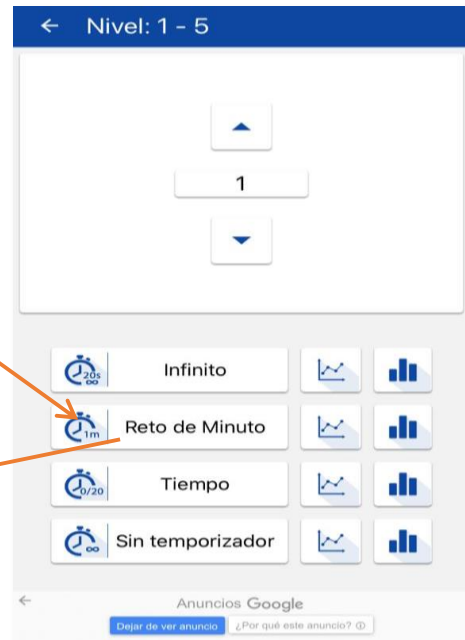 Nivel: 1 - 5
1
20s ∞ Infinito
1m Reto de Minuto
0/20 Tiempo
∞ Sin temporizador
Anuncios Google
Dejar de ver anuncio ¿Por qué este anuncio?